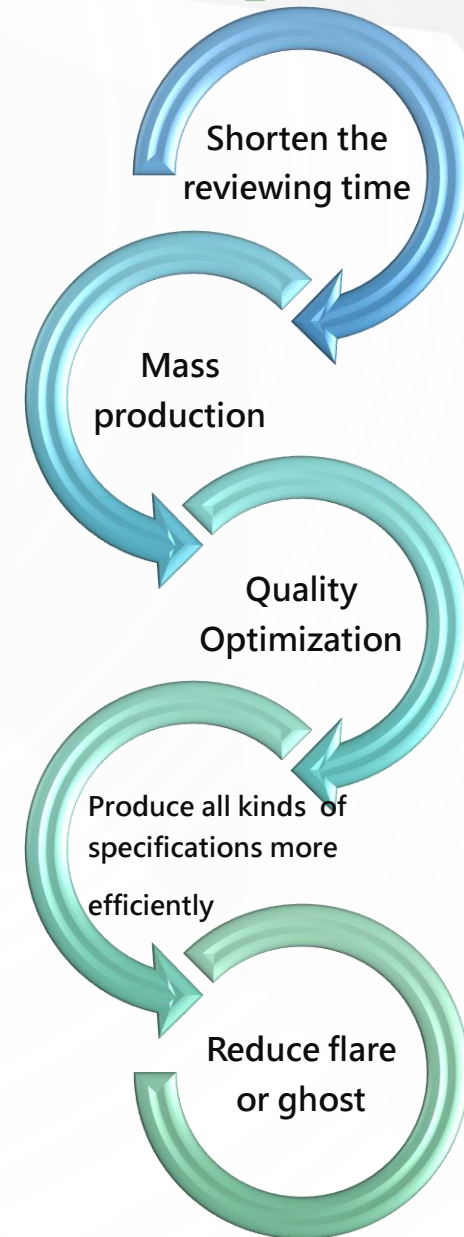 Shorten the
reviewing time
Mass
production
Quality
Optimization
Produce all kinds of
specifications more
efficiently
Reduce flare
or ghost